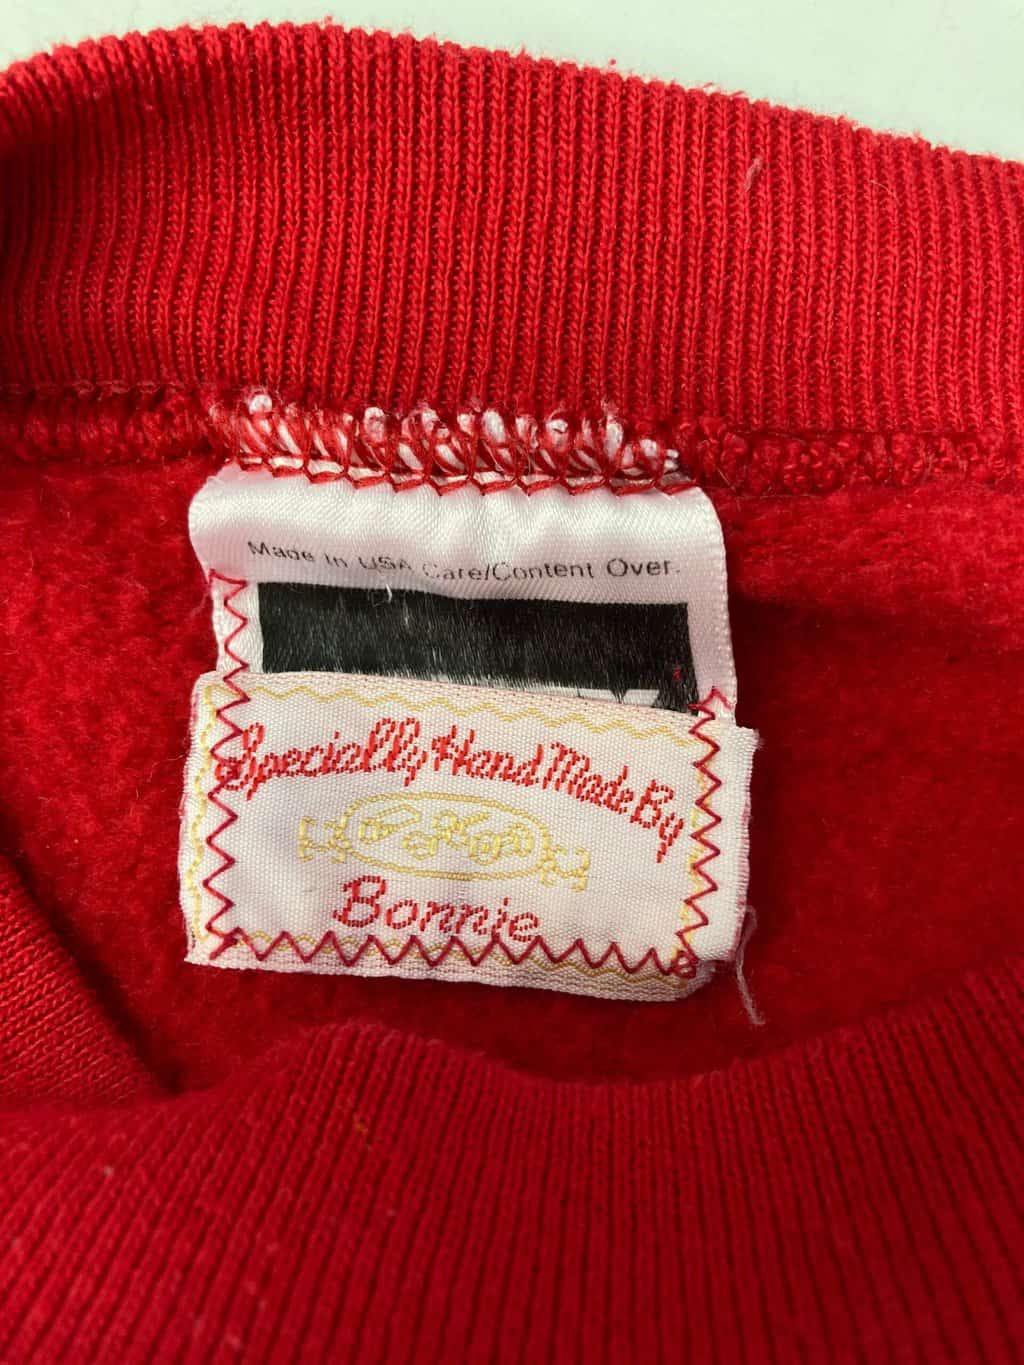 Made In USA Care/Content Over.
Specially Hand Made By
Bonnie